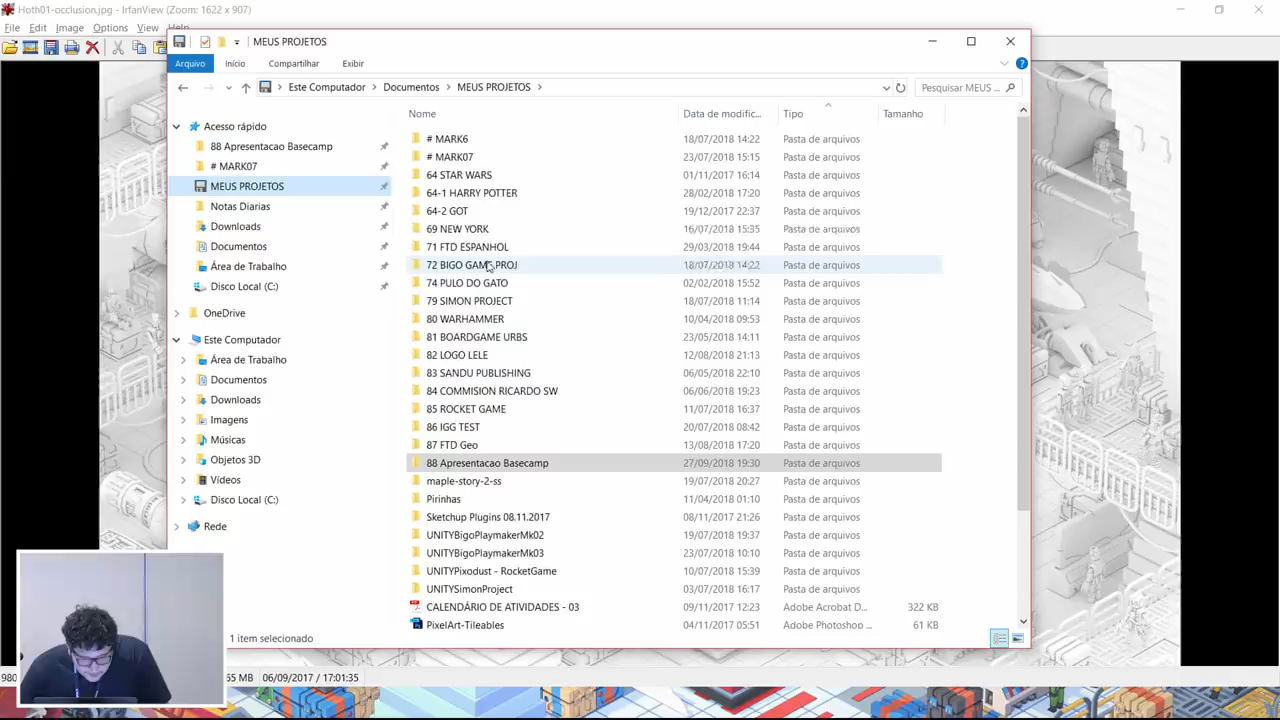 Hoth01-occlusion.jpg - IrfanView (Zoom: 1622 x 907)
File Edit Image Options View Help
MEUS PROJETOS
Arquivo Início Compartilhar Exibir
Este Computador > Documentos > MEUS PROJETOS >
Pesquisar MEUS ...
Nome Data de modific... Tipo Tamanho
Acesso rápido
88 Apresentacao Basecamp
# MARK07
MEUS PROJETOS
Notas Diarias
Downloads
Documentos
Área de Trabalho
Disco Local (C:)
OneDrive
Este Computador
Área de Trabalho
Documentos
Downloads
Imagens
Músicas
Objetos 3D
Vídeos
Disco Local (C:)
Rede
# MARK6 18/07/2018 14:22 Pasta de arquivos
# MARK07 23/07/2018 15:15 Pasta de arquivos
64 STAR WARS 01/11/2017 16:14 Pasta de arquivos
64-1 HARRY POTTER 28/02/2018 17:20 Pasta de arquivos
64-2 GOT 19/12/2017 22:37 Pasta de arquivos
69 NEW YORK 16/07/2018 15:35 Pasta de arquivos
71 FTD ESPANHOL 29/03/2018 19:44 Pasta de arquivos
72 BIGO GAME PROJ 18/07/2018 14:22 Pasta de arquivos
74 PULO DO GATO 02/02/2018 15:52 Pasta de arquivos
79 SIMON PROJECT 18/07/2018 11:14 Pasta de arquivos
80 WARHAMMER 10/04/2018 09:53 Pasta de arquivos
81 BOARDGAME URBS 23/05/2018 14:11 Pasta de arquivos
82 LOGO LELE 12/08/2018 21:13 Pasta de arquivos
83 SANDU PUBLISHING 06/05/2018 22:10 Pasta de arquivos
84 COMMISION RICARDO SW 06/06/2018 19:23 Pasta de arquivos
85 ROCKET GAME 11/07/2018 16:37 Pasta de arquivos
86 IGG TEST 20/07/2018 08:42 Pasta de arquivos
87 FTD Geo 13/08/2018 17:20 Pasta de arquivos
88 Apresentacao Basecamp 27/09/2018 19:30 Pasta de arquivos
maple-story-2-ss 19/07/2018 20:27 Pasta de arquivos
Pirinhas 11/04/2018 01:10 Pasta de arquivos
Sketchup Plugins 08.11.2017 08/11/2017 21:26 Pasta de arquivos
UNITYBigoPlaymakerMk02 19/07/2018 19:37 Pasta de arquivos
UNITYBigoPlaymakerMk03 23/07/2018 10:10 Pasta de arquivos
UNITYPixodust - RocketGame 10/07/2018 15:39 Pasta de arquivos
UNITYSimonProject 03/07/2018 16:17 Pasta de arquivos
CALENDÁRIO DE ATIVIDADES - 03 09/11/2017 12:23 Adobe Acrobat D... 322 KB
PixelArt-Tileables 04/11/2017 05:51 Adobe Photoshop ... 61 KB
1 item selecionado
980 65 MB 06/09/2017 / 17:01:35